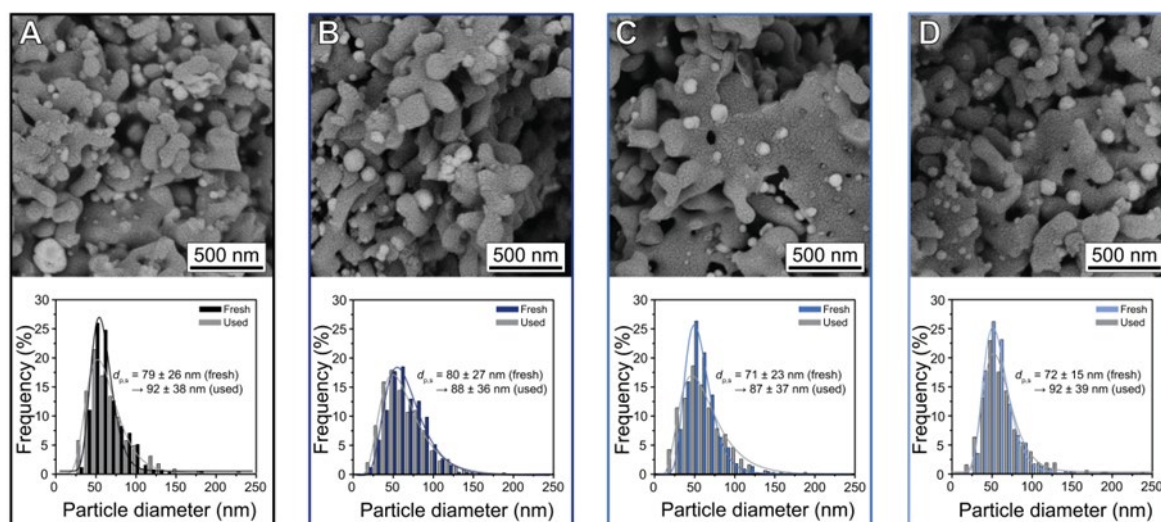 A
500 nm
B
500 nm
C
500 nm
D
500 nm
Frequency (%)
30
25
20
15
10
5
0
Fresh
Used
dp,s = 79 ± 26 nm (fresh)
→ 92 ± 38 nm (used)
0 50 100 150 200 250
Particle diameter (nm)
Frequency (%)
30
25
20
15
10
5
0
Fresh
Used
dp,s = 80 ± 27 nm (fresh)
→ 88 ± 36 nm (used)
0 50 100 150 200 250
Particle diameter (nm)
Frequency (%)
30
25
20
15
10
5
0
Fresh
Used
dp,s = 71 ± 23 nm (fresh)
→ 87 ± 37 nm (used)
0 50 100 150 200 250
Particle diameter (nm)
Frequency (%)
30
25
20
15
10
5
0
Fresh
Used
dp,s = 72 ± 15 nm (fresh)
→ 92 ± 39 nm (used)
0 50 100 150 200 250
Particle diameter (nm)